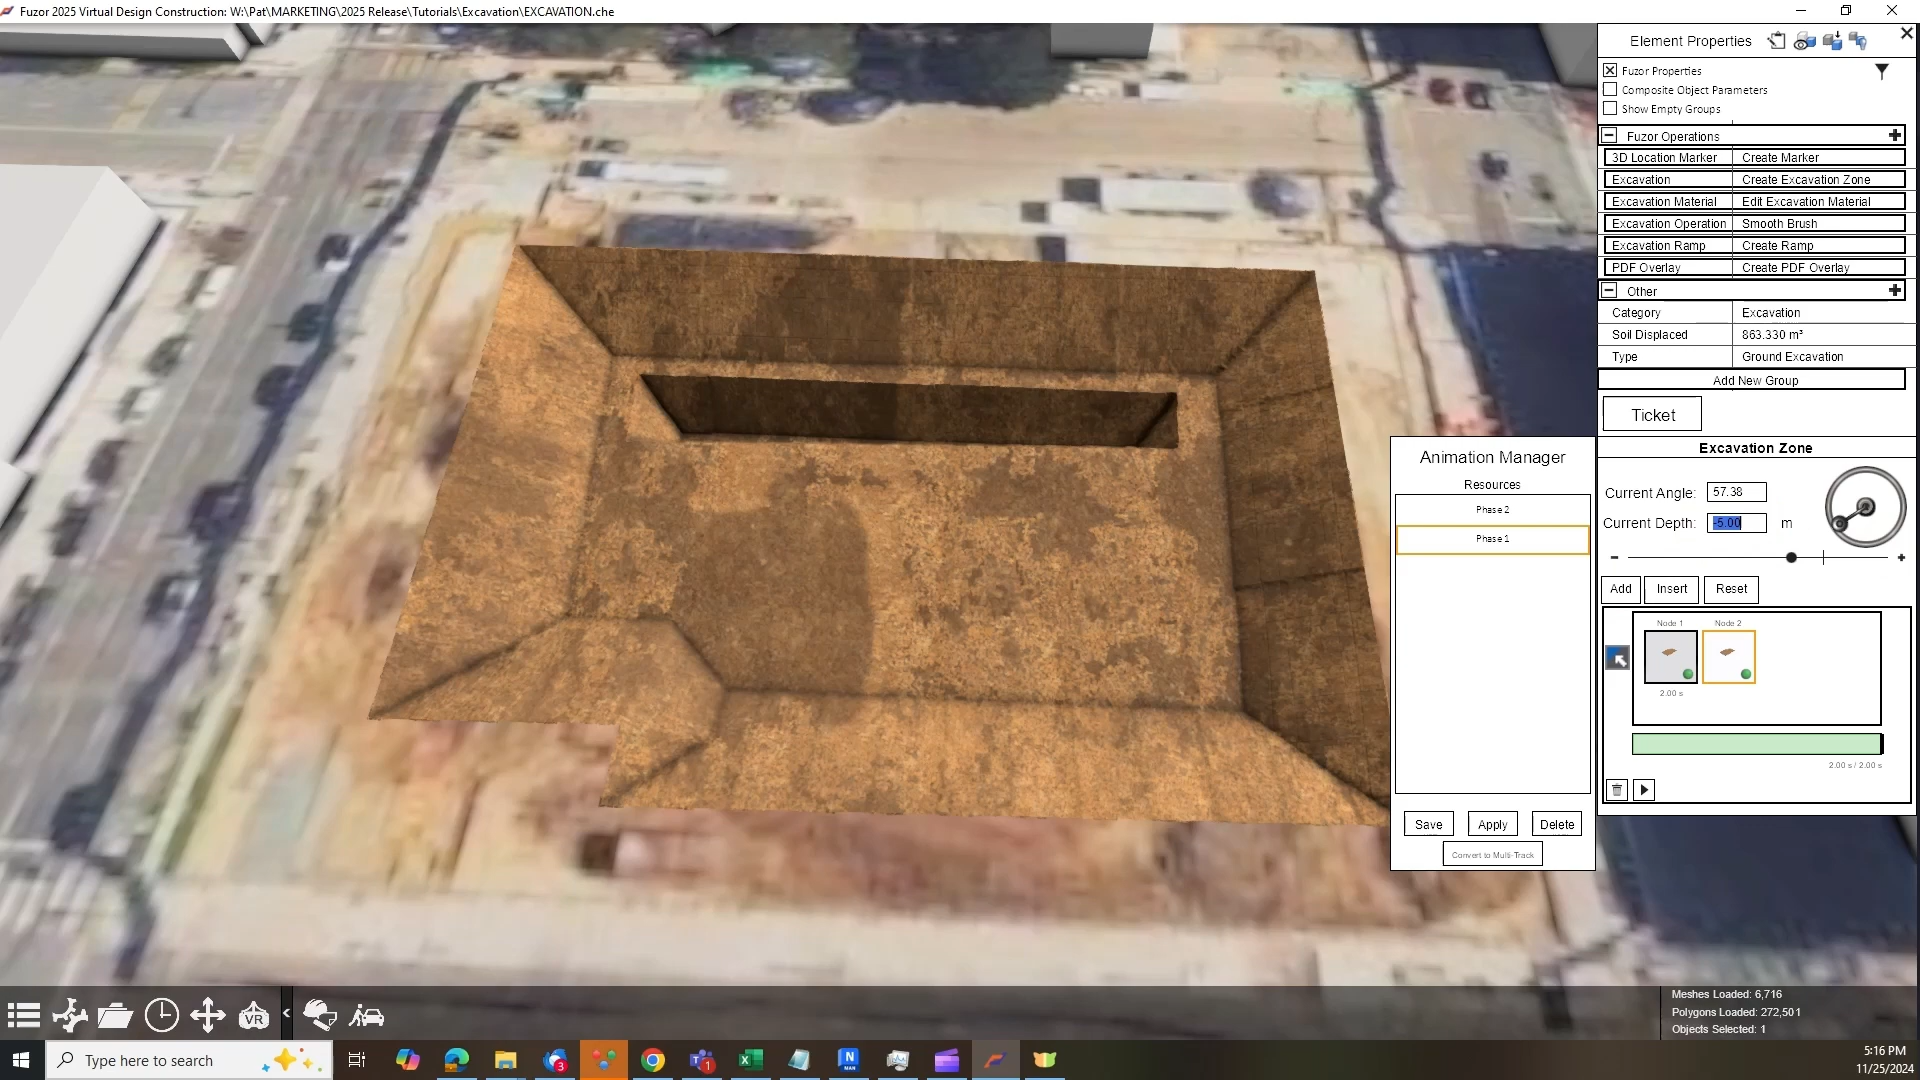 Fuzor 2025 Virtual Design Construction: W:\Pat\MARKETING\2025 Release\Tutorials\Excavation\EXCAVATION.che
Element Properties
Fuzor Properties
Composite Object Parameters
Show Empty Groups
Fuzor Operations
3D Location Marker Create Marker
Excavation Create Excavation Zone
Excavation Material Edit Excavation Material
Excavation Operation Smooth Brush
Excavation Ramp Create Ramp
PDF Overlay Create PDF Overlay
Other
Category Excavation
Soil Displaced 863.330 m³
Type Ground Excavation
Add New Group
Ticket
Animation Manager
Resources
Phase 2
Phase 1
Save Apply Delete
Convert to Multi-Track
Excavation Zone
Current Angle: 57.38
Current Depth: -5.00 m
Add Insert Reset
Node 1 Node 2
2.00 s
2.00 s / 2.00 s
VR
Meshes Loaded: 6,716
Polygons Loaded: 272,501
Objects Selected: 1
Type here to search
3
1
N
MAN
5:16 PM
11/25/2024